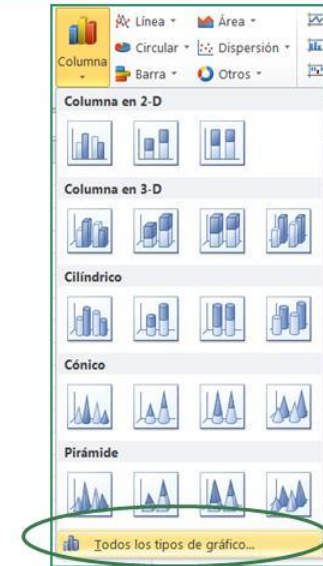 Línea
Área
Columna
Circular
Dispersión
Barra
Otros
Columna en 2-D
Columna en 3-D
Cilíndrico
Cónico
Pirámide
Todos los tipos de gráfico...